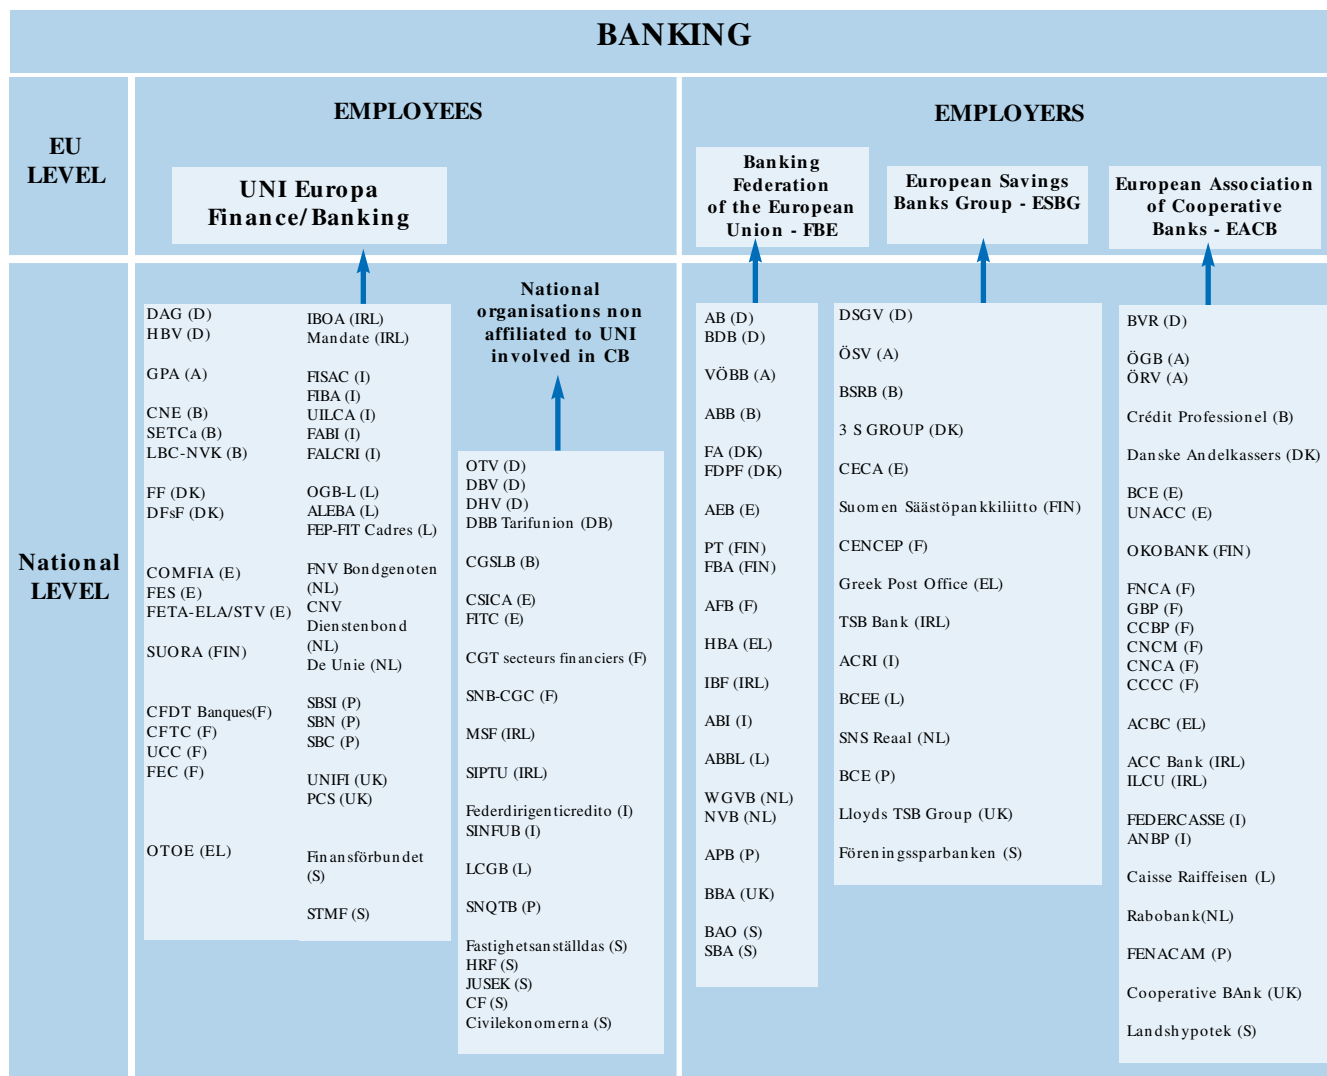 BANKING
EU
LEVEL
EMPLOYEES
UNI Europa
Finance/Banking
EMPLOYERS
Banking
Federation
of the European
Union - FBE
European Savings
Banks Group - ESBG
European Association
of Cooperative
Banks - EACB
National
LEVEL
DAG (D)
HBV (D)
GPA (A)
CNE (B)
SETCa (B)
LBC-NVK (B)
FF (DK)
DFsF (DK)
COMFIA (E)
FES (E)
FETA-ELA/STV (E)
SUORA (FIN)
CFDT Banques(F)
CFTC (F)
UCC (F)
FEC (F)
OTOE (EL)
IBOA (IRL)
Mandate (IRL)
FISAC (I)
FIBA (I)
UILCA (I)
FABI (I)
FALCRI (I)
OGB-L (L)
ALEBA (L)
FEP-FIT Cadres (L)
FNV Bondgenoten
(NL)
CNV
Dienstenbond
(NL)
De Unie (NL)
SBSI (P)
SBN (P)
SBC (P)
UNIFI (UK)
PCS (UK)
Finansförbundet
(S)
STMF (S)
National
organisations non
affiliated to UNI
involved in CB
OTV (D)
DBV (D)
DHV (D)
DBB Tarifunion (DB)
CGSLB (B)
CSICA (E)
FITC (E)
CGT secteurs financiers (F)
SNB-CGC (F)
MSF (IRL)
SIPTU (IRL)
Federdirigenticredito (I)
SINFUB (I)
LCGB (L)
SNQTB (P)
Fastighetsanställdas (S)
HRF (S)
JUSEK (S)
CF (S)
Civilekonomerna (S)
AB (D)
BDB (D)
VÖBB (A)
ABB (B)
FA (DK)
FDPF (DK)
AEB (E)
PT (FIN)
FBA (FIN)
AFB (F)
HBA (EL)
IBF (IRL)
ABI (I)
ABBL (L)
WGVB (NL)
NVB (NL)
APB (P)
BBA (UK)
BAO (S)
SBA (S)
DSGV (D)
ÖSV (A)
BSRB (B)
3 S GROUP (DK)
CECA (E)
Suomen Säästöpankkiliitto (FIN)
CENCEP (F)
Greek Post Office (EL)
TSB Bank (IRL)
ACRI (I)
BCEE (L)
SNS Reaal (NL)
BCE (P)
Lloyds TSB Group (UK)
Föreningssparbanken (S)
BVR (D)
ÖGB (A)
ÖRV (A)
Crédit Professionel (B)
Danske Andelkassers (DK)
BCE (E)
UNACC (E)
OKOBANK (FIN)
FNCA (F)
GBP (F)
CCBP (F)
CNCM (F)
CNCA (F)
CCCC (F)
ACBC (EL)
ACC Bank (IRL)
ILCU (IRL)
FEDERCASSE (I)
ANBP (I)
Caisse Raiffeisen (L)
Rabobank(NL)
FENACAM (P)
Cooperative BAnk (UK)
Landshypotek (S)